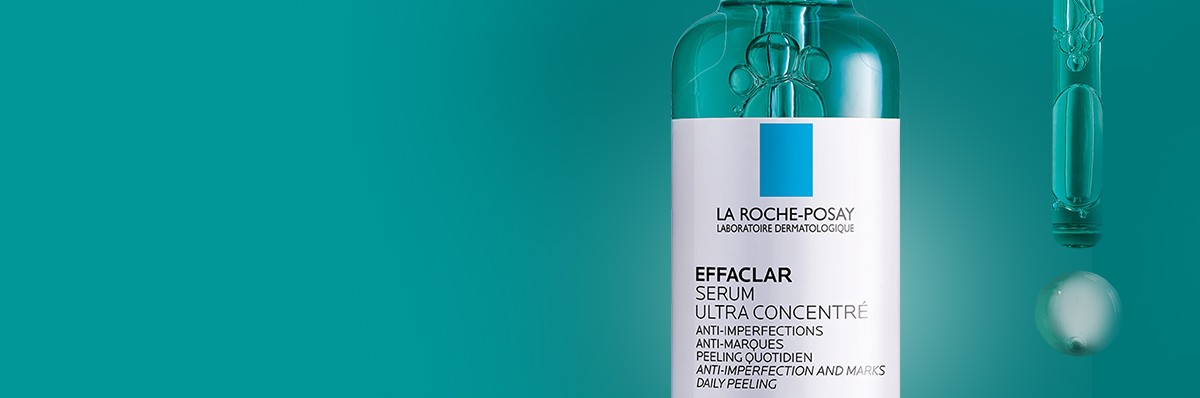 LA ROCHE-POSAY
LABORATOIRE DERMATOLOGIQUE
EFFACLAR
SERUM
ULTRA CONCENTRÉ
ANTI-IMPERFECTIONS
ANTI-MARQUES
PEELING QUOTIDIEN
ANTI-IMPERFECTION AND MARKS
DAILY PEELING